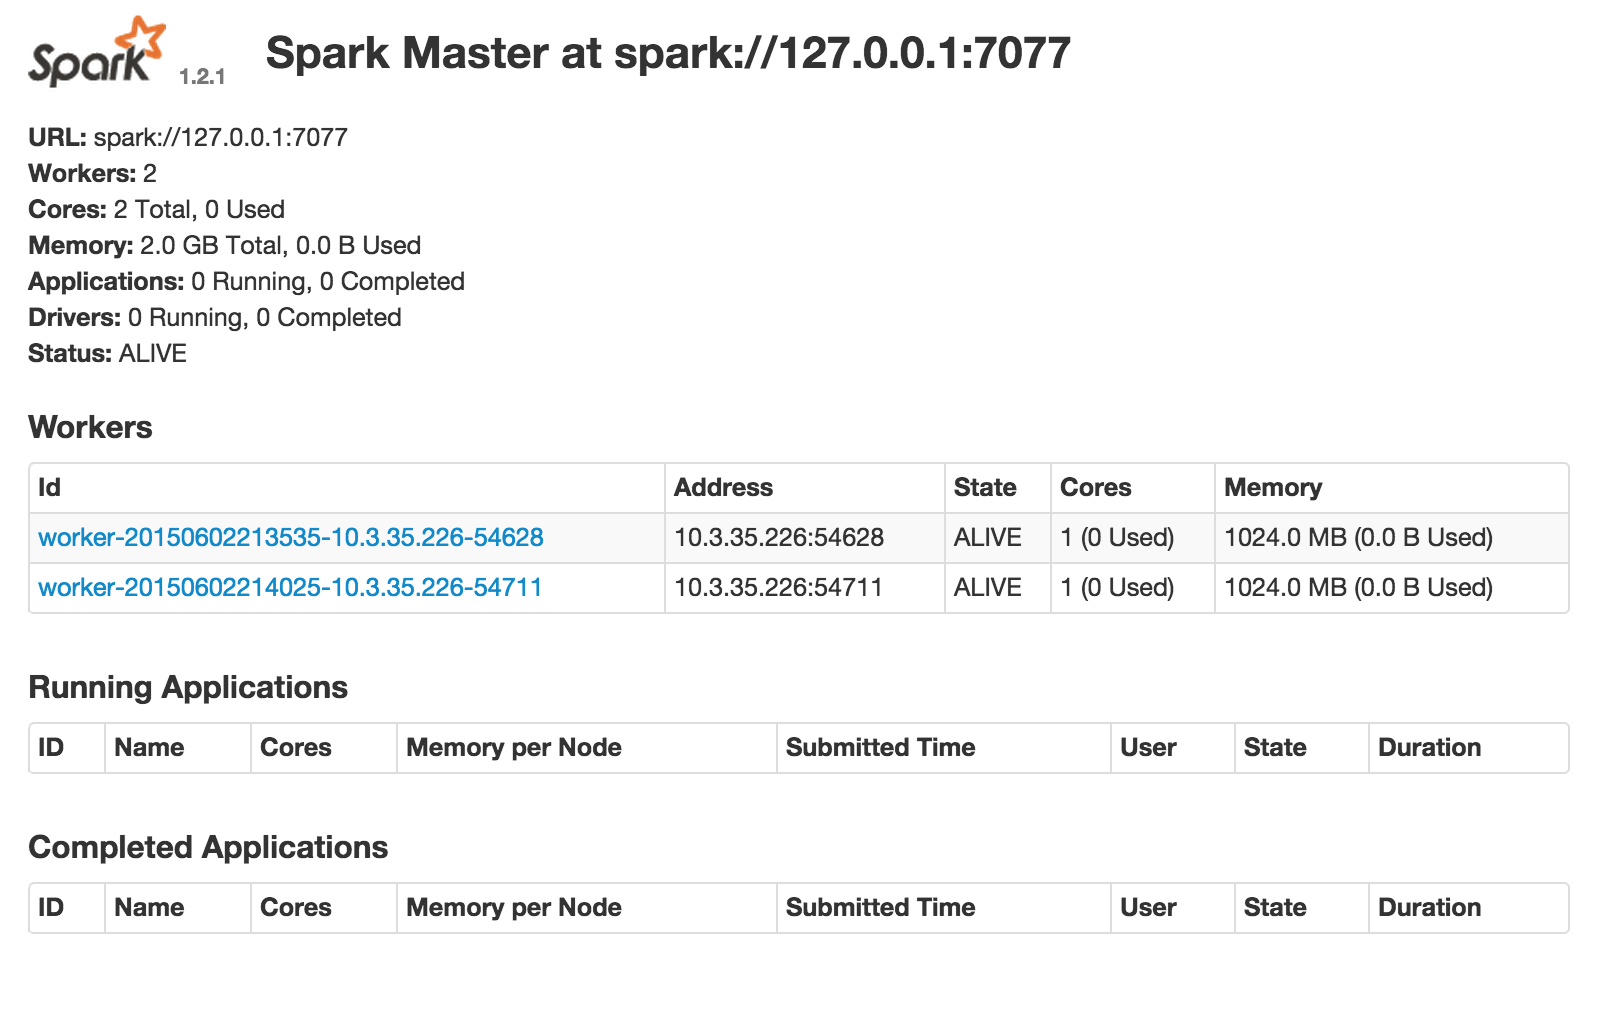 Spark 1.2.1 Spark Master at spark://127.0.0.1:7077
URL: spark://127.0.0.1:7077
Workers: 2
Cores: 2 Total, 0 Used
Memory: 2.0 GB Total, 0.0 B Used
Applications: 0 Running, 0 Completed
Drivers: 0 Running, 0 Completed
Status: ALIVE
Workers
Id Address State Cores Memory
worker-20150602213535-10.3.35.226-54628 10.3.35.226:54628 ALIVE 1 (0 Used) 1024.0 MB (0.0 B Used)
worker-20150602214025-10.3.35.226-54711 10.3.35.226:54711 ALIVE 1 (0 Used) 1024.0 MB (0.0 B Used)
Running Applications
ID Name Cores Memory per Node Submitted Time User State Duration
Completed Applications
ID Name Cores Memory per Node Submitted Time User State Duration